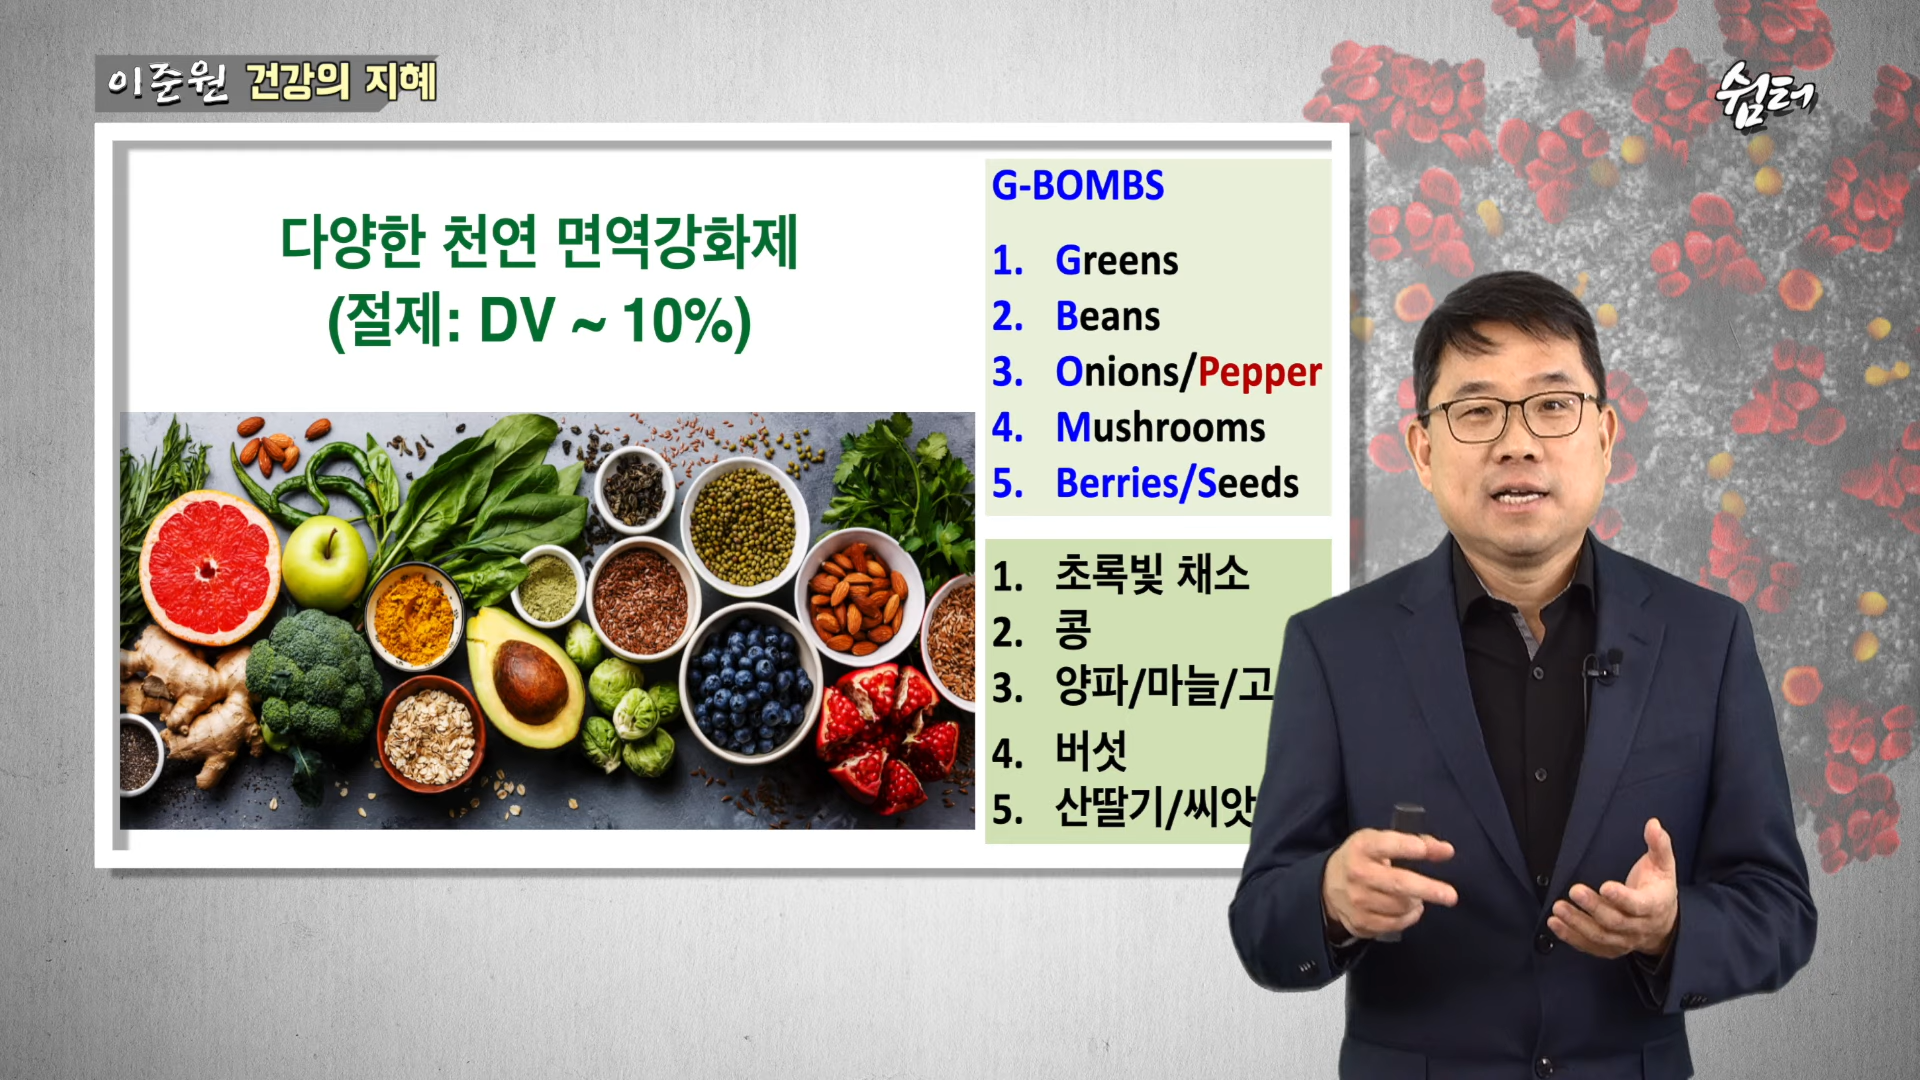 이준원 건강의 지혜
쉼터
다양한 천연 면역강화제
(절제: DV ~ 10%)
G-BOMBS
1. Greens
2. Beans
3. Onions/Pepper
4. Mushrooms
5. Berries/Seeds
1. 초록빛 채소
2. 콩
3. 양파/마늘/고
4. 버섯
5. 산딸기/씨앗